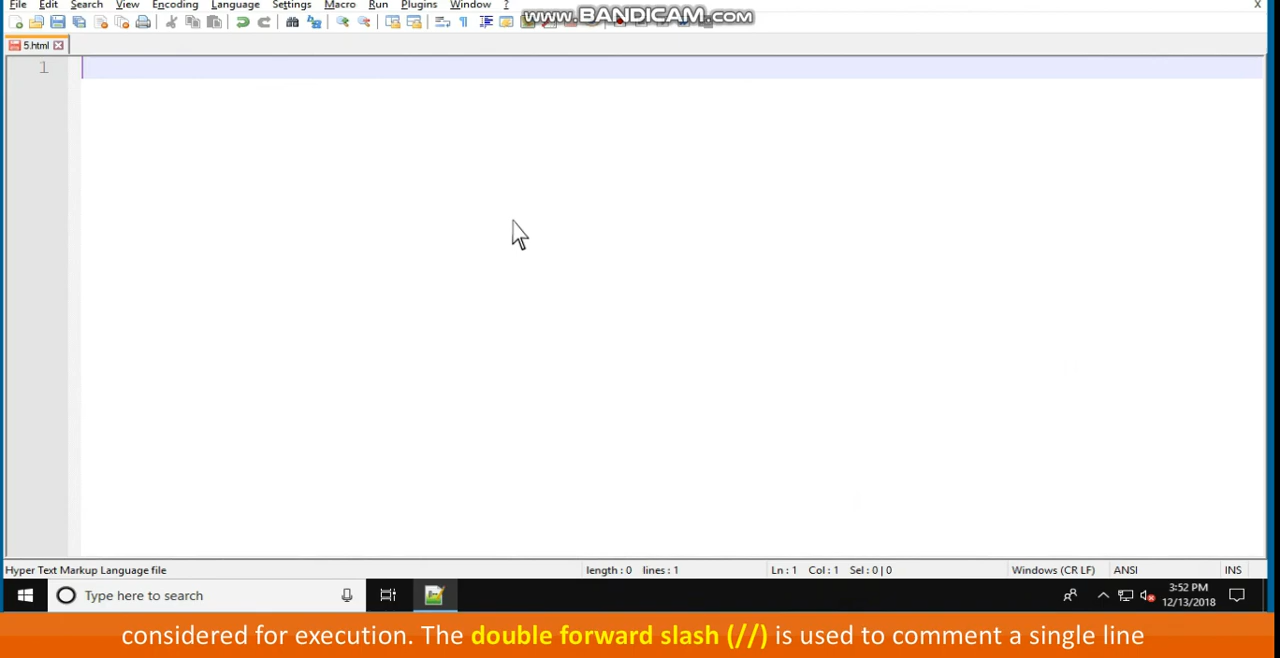 File Edit Search View Encoding Language Settings Macro Run Plugins Window ?
www.BANDICAM.com
X
5.html
1
Hyper Text Markup Language file length : 0 lines : 1 Ln : 1 Col : 1 Sel : 0 | 0 Windows (CR LF) ANSI INS
Type here to search
3:52 PM
12/13/2018
considered for execution. The double forward slash (//) is used to comment a single line